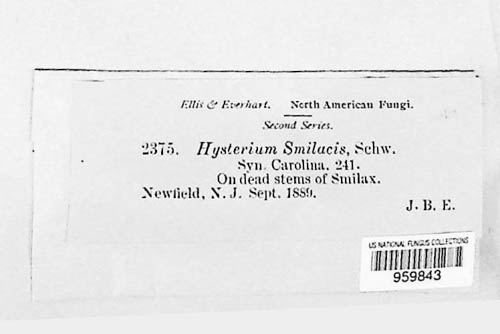 Ellis & Everhart. North American Fungi.
Second Series.
2375. Hysterium Smilacis, Schw.
Syn. Carolina. 241.
On dead stems of Smilax.
Newfield, N. J. Sept. 1889.
J. B. E.
US NATIONAL FUNGUS COLLECTIONS
959843